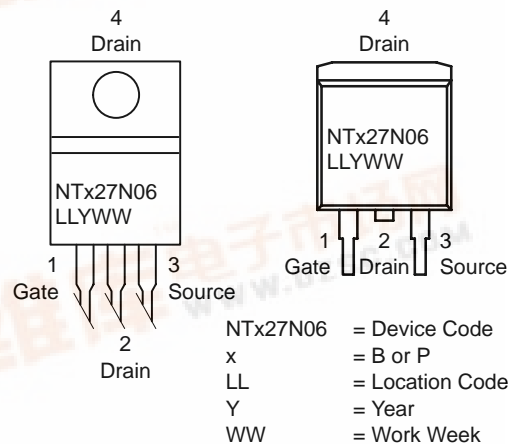 4
Drain
NTx27N06
LLYWW
1
Gate
3
Source
2
Drain
4
Drain
NTx27N06
LLYWW
1
Gate
2
Drain
3
Source
NTx27N06 = Device Code
x = B or P
LL = Location Code
Y = Year
WW = Work Week